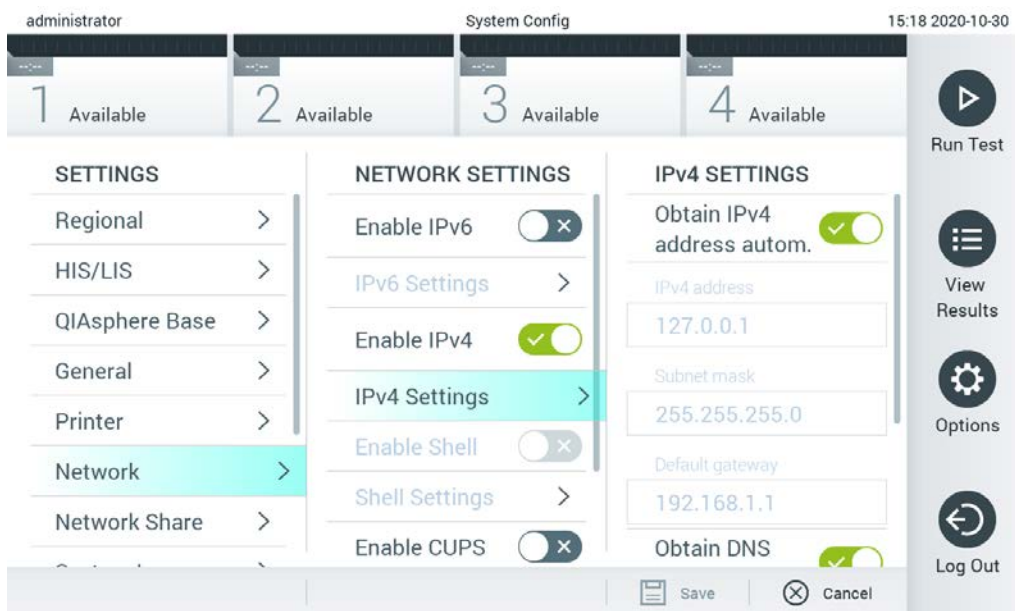 administrator System Config 15:18 2020-10-30
--:-- --:-- --:-- --:--
1 Available 2 Available 3 Available 4 Available
Run Test
View
Results
Options
Log Out
SETTINGS
Regional
HIS/LIS
QIAsphere Base
General
Printer
Network
Network Share
NETWORK SETTINGS
Enable IPv6
IPv6 Settings
Enable IPv4
IPv4 Settings
Enable Shell
Shell Settings
Enable CUPS
IPv4 SETTINGS
Obtain IPv4
address autom.
IPv4 address
127.0.0.1
Subnet mask
255.255.255.0
Default gateway
192.168.1.1
Obtain DNS
Save Cancel